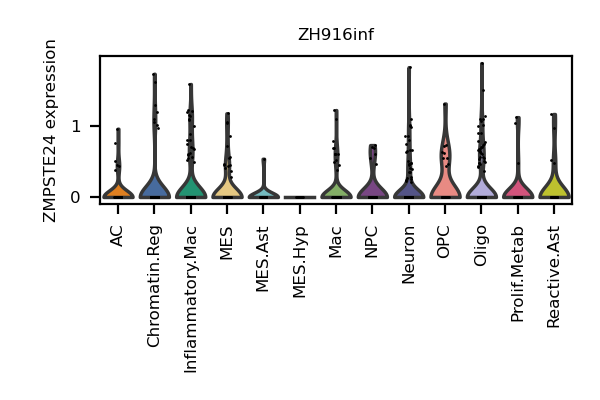 ZH916inf
ZMPSTE24 expression
1
0
AC
Chromatin.Reg
Inflammatory.Mac
MES
MES.Ast
MES.Hyp
Mac
NPC
Neuron
OPC
Oligo
Prolif.Metab
Reactive.Ast